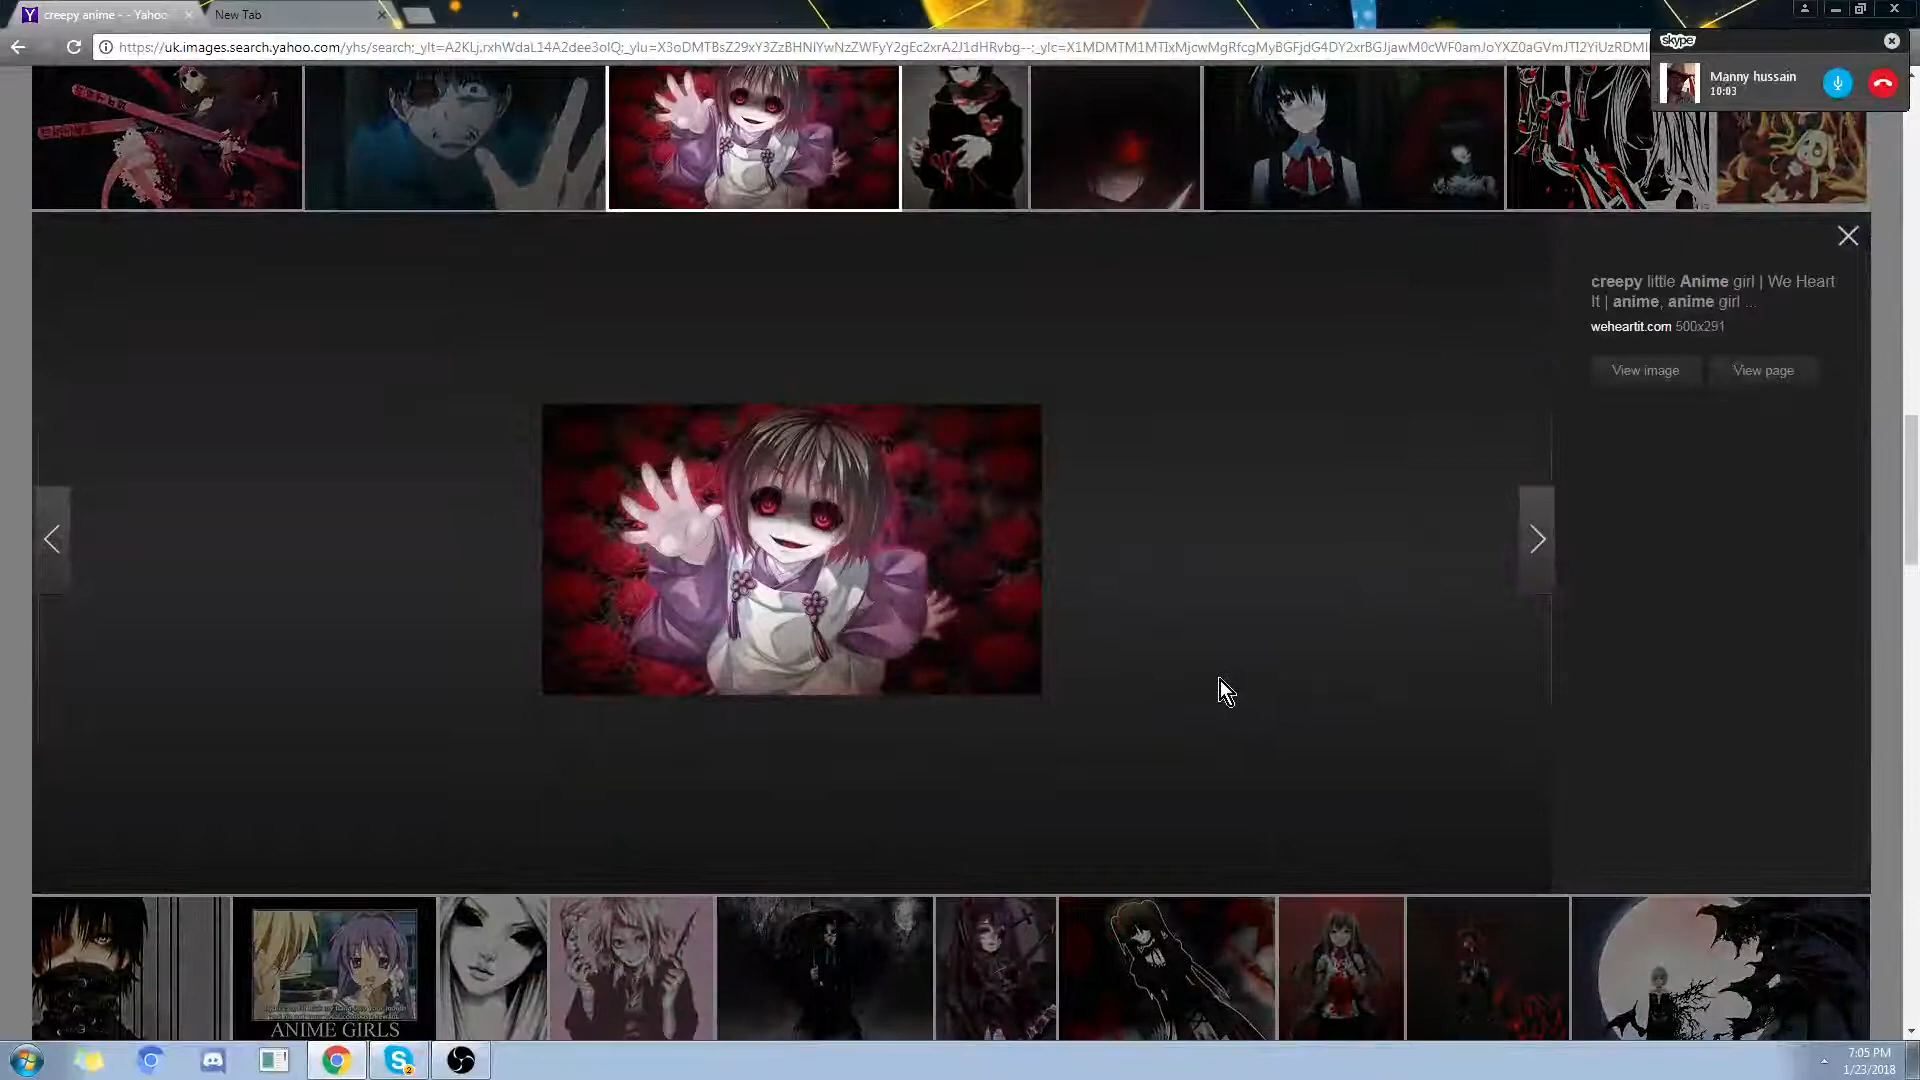 creepy anime - - Yahoo
New Tab
https://uk.images.search.yahoo.com/yhs/search;_ylt=A2KLj.rxhWdaL14A2dee3olQ;_ylu=X3oDMTBsZ29xY3ZzBHNlYwNzZWFyY2gEc2xrA2J1dHRvbg--;_ylc=X1MDMTM1MTIxMjcwMgRfcgMyBGFjdG4DY2xrBGJjawM0cWF0amJoYXZ0aGVmJTI2YiUzRDMl
skype
Manny hussain
10:03
creepy little Anime girl | We Heart
It | anime, anime girl ...
weheartit.com 500x291
View image
View page
ANIME GIRLS
7:05 PM
1/23/2018